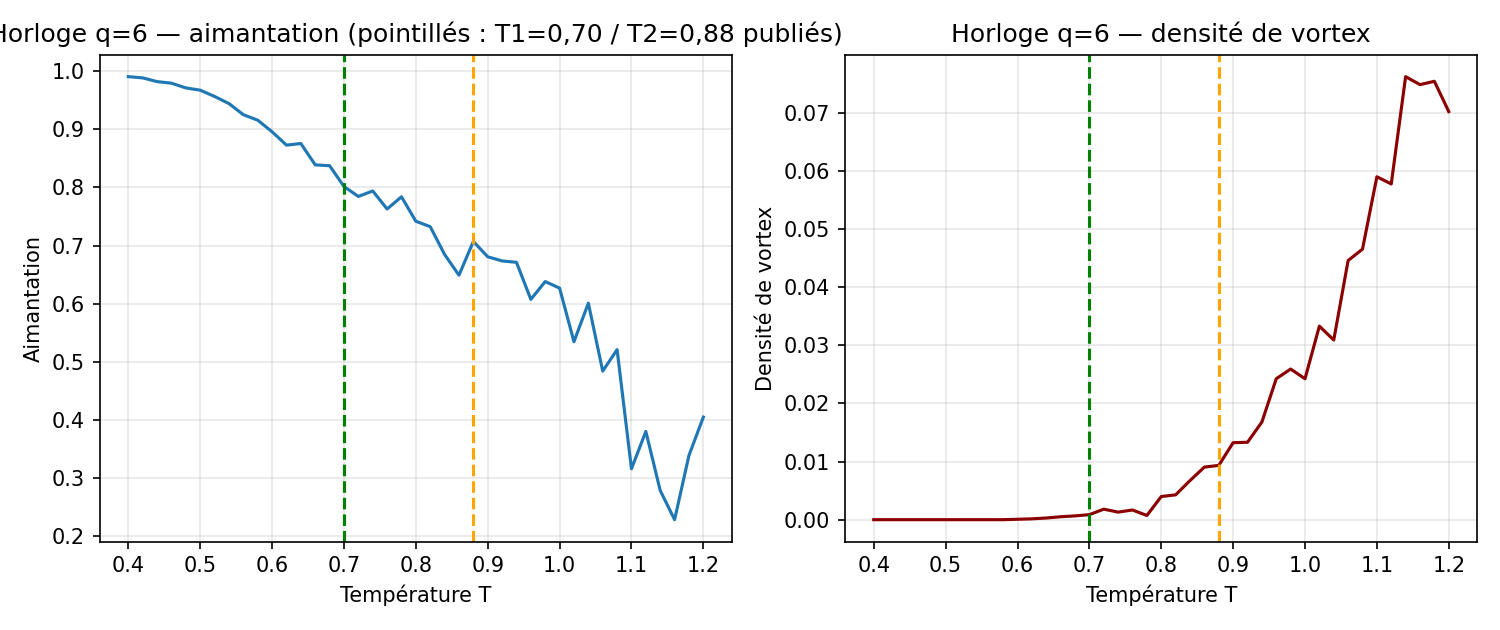 Horloge q=6 — aimantation (pointillés : T1=0,70 / T2=0,88 publiés)
Aimantation
1.0
0.9
0.8
0.7
0.6
0.5
0.4
0.3
0.2
0.4 0.5 0.6 0.7 0.8 0.9 1.0 1.1 1.2
Température T
Horloge q=6 — densité de vortex
Densité de vortex
0.07
0.06
0.05
0.04
0.03
0.02
0.01
0.00
0.4 0.5 0.6 0.7 0.8 0.9 1.0 1.1 1.2
Température T